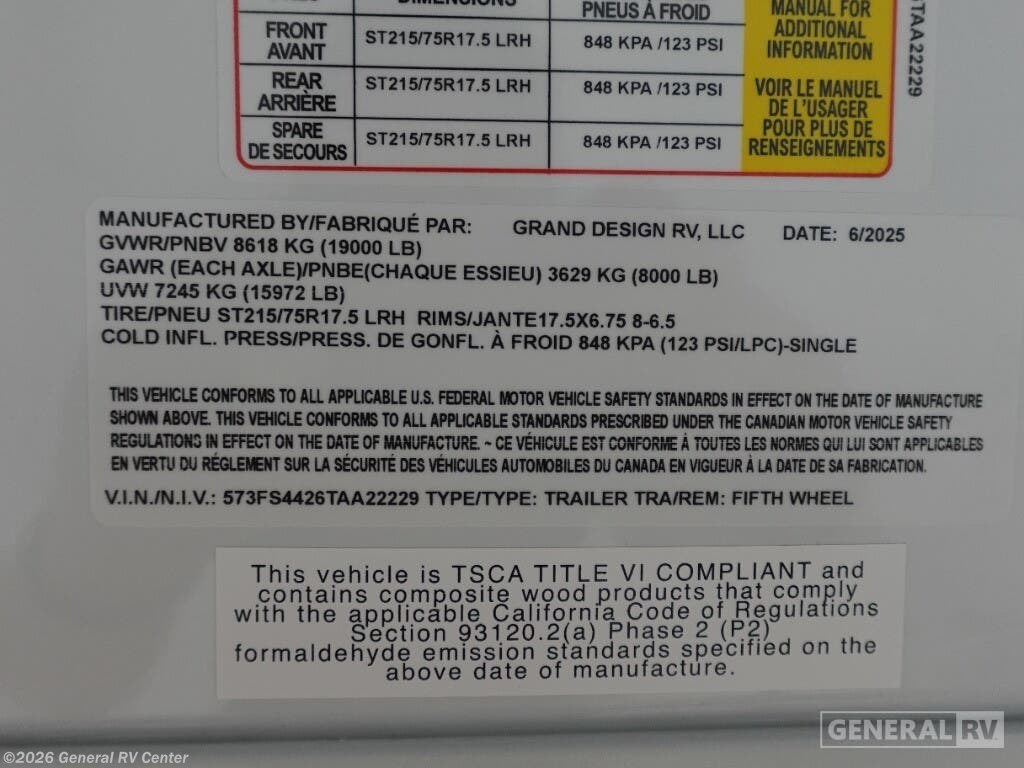 DIMENSIONS
PNEUS À FROID
MANUAL FOR
ADDITIONAL
INFORMATION
FRONT
AVANT
ST215/75R17.5 LRH
848 KPA /123 PSI
REAR
ARRIÈRE
ST215/75R17.5 LRH
848 KPA /123 PSI
VOIR LE MANUEL
DE L'USAGER
POUR PLUS DE
RENSEIGNEMENTS
SPARE
DE SECOURS
ST215/75R17.5 LRH
848 KPA /123 PSI
TAA22229
MANUFACTURED BY/FABRIQUÉ PAR: GRAND DESIGN RV, LLC DATE: 6/2025
GVWR/PNBV 8618 KG (19000 LB)
GAWR (EACH AXLE)/PNBE(CHAQUE ESSIEU) 3629 KG (8000 LB)
UVW 7245 KG (15972 LB)
TIRE/PNEU ST215/75R17.5 LRH RIMS/JANTE17.5X6.75 8-6.5
COLD INFL. PRESS/PRESS. DE GONFL. À FROID 848 KPA (123 PSI/LPC)-SINGLE
THIS VEHICLE CONFORMS TO ALL APPLICABLE U.S. FEDERAL MOTOR VEHICLE SAFETY STANDARDS IN EFFECT ON THE DATE OF MANUFACTURE
SHOWN ABOVE. THIS VEHICLE CONFORMS TO ALL APPLICABLE STANDARDS PRESCRIBED UNDER THE CANADIAN MOTOR VEHICLE SAFETY
REGULATIONS IN EFFECT ON THE DATE OF MANUFACTURE. ~ CE VÉHICULE EST CONFORME À TOUTES LES NORMES QUI LUI SONT APPLICABLES
EN VERTU DU RÉGLEMENT SUR LA SÉCURITÉ DES VÉHICULES AUTOMOBILES DU CANADA EN VIGUEUR À LA DATE DE SA FABRICATION.
V.I.N./N.I.V.: 573FS4426TAA22229 TYPE/TYPE: TRAILER TRA/REM: FIFTH WHEEL
This vehicle is TSCA TITLE VI COMPLIANT and
contains composite wood products that comply
with the applicable California Code of Regulations
Section 93120.2(a) Phase 2 (P2)
formaldehyde emission standards specified on the
above date of manufacture.
GENERAL RV
©2026 General RV Center